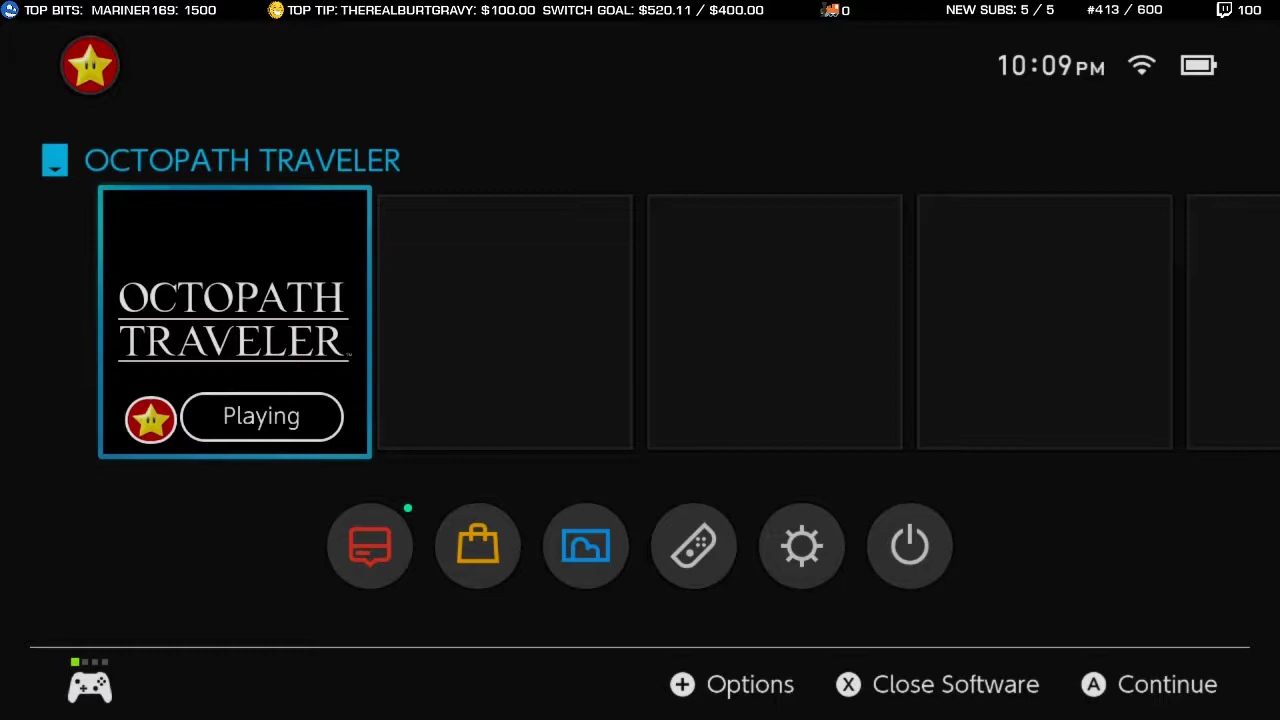 TOP BITS: MARINER169: 1500 TOP TIP: THEREALBURTGRAVY: $100.00 SWITCH GOAL: $520.11 / $400.00 0 NEW SUBS: 5 / 5 #413 / 600 100
10:09 PM
OCTOPATH TRAVELER
OCTOPATH
TRAVELER™
Playing
+ Options X Close Software A Continue